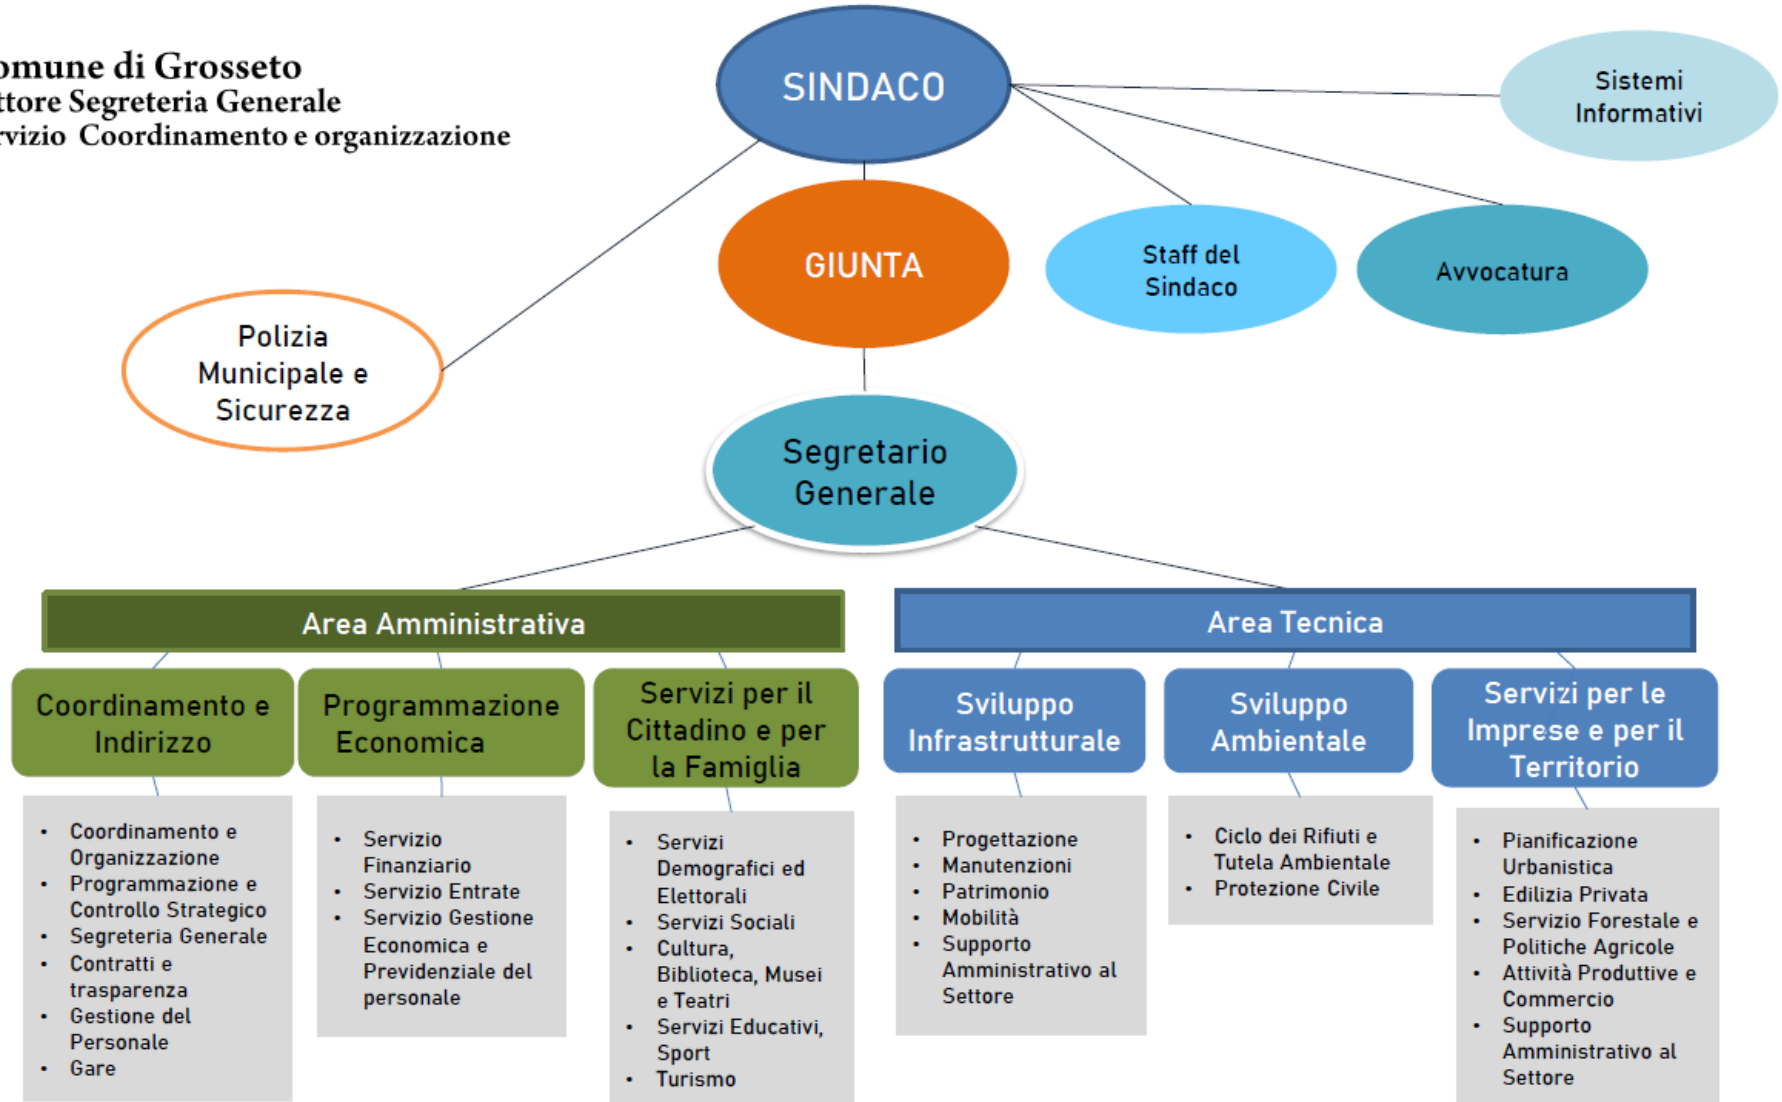 omune di Grosseto
ttore Segreteria Generale
rvizio Coordinamento e organizzazione
SINDACO
Sistemi
Informativi
GIUNTA
Staff del
Sindaco
Avvocatura
Polizia
Municipale e
Sicurezza
Segretario
Generale
Area Amministrativa
Area Tecnica
Coordinamento e
Indirizzo
Programmazione
Economica
Servizi per il
Cittadino e per
la Famiglia
Sviluppo
Infrastrutturale
Sviluppo
Ambientale
Servizi per le
Imprese e per il
Territorio
• Coordinamento e
Organizzazione
• Programmazione e
Controllo Strategico
• Segreteria Generale
• Contratti e
trasparenza
• Gestione del
Personale
• Gare
• Servizio
Finanziario
• Servizio Entrate
• Servizio Gestione
Economica e
Previdenziale del
personale
• Servizi
Demografici ed
Elettorali
• Servizi Sociali
• Cultura,
Biblioteca, Musei
e Teatri
• Servizi Educativi,
Sport
• Turismo
• Progettazione
• Manutenzioni
• Patrimonio
• Mobilità
• Supporto
Amministrativo al
Settore
• Ciclo dei Rifiuti e
Tutela Ambientale
• Protezione Civile
• Pianificazione
Urbanistica
• Edilizia Privata
• Servizio Forestale e
Politiche Agricole
• Attività Produttive e
Commercio
• Supporto
Amministrativo al
Settore